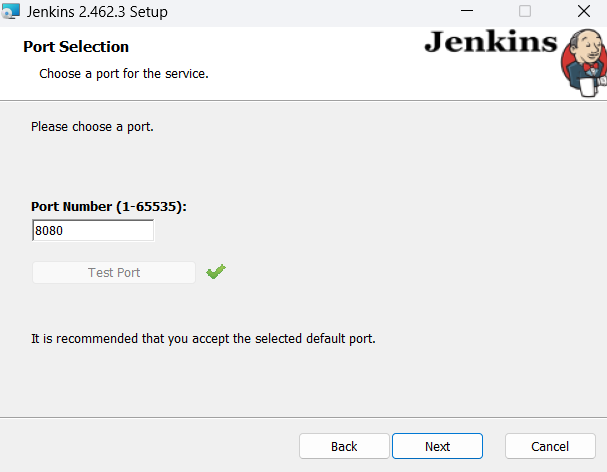 Jenkins 2.462.3 Setup
Port Selection
Jenkins
Choose a port for the service.
Please choose a port.
Port Number (1-65535):
8080
Test Port
It is recommended that you accept the selected default port.
Back
Next
Cancel